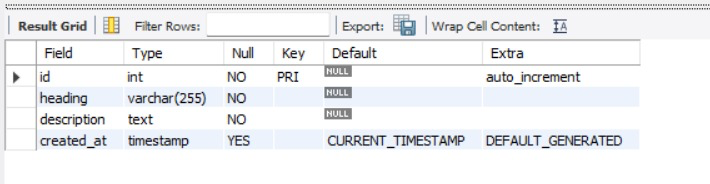 Result Grid Filter Rows: Export: Wrap Cell Content: IA
Field Type Null Key Default Extra
id int NO PRI NULL auto_increment
heading varchar(255) NO NULL
description text NO NULL
created_at timestamp YES CURRENT_TIMESTAMP DEFAULT_GENERATED